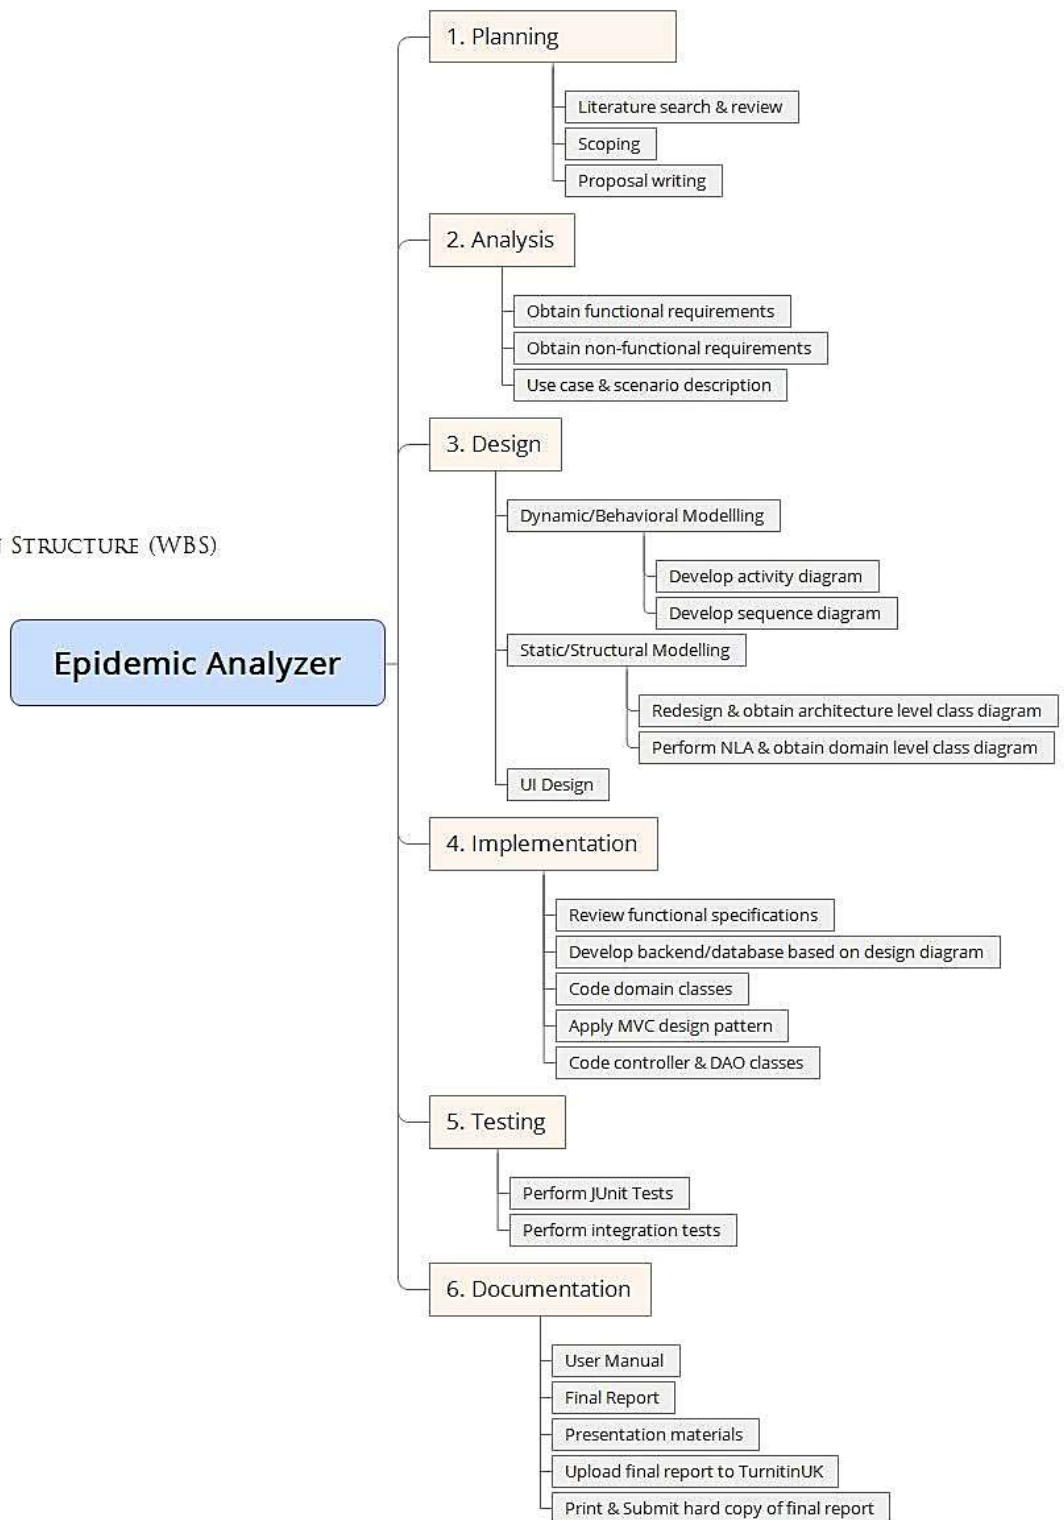 1. Planning
Literature search & review
Scoping
Proposal writing
2. Analysis
Obtain functional requirements
Obtain non-functional requirements
Use case & scenario description
3. Design
Dynamic/Behavioral Modellling
Develop activity diagram
Develop sequence diagram
Static/Structural Modelling
Redesign & obtain architecture level class diagram
Perform NLA & obtain domain level class diagram
UI Design
STRUCTURE (WBS)
Epidemic Analyzer
4. Implementation
Review functional specifications
Develop backend/database based on design diagram
Code domain classes
Apply MVC design pattern
Code controller & DAO classes
5. Testing
Perform JUnit Tests
Perform integration tests
6. Documentation
User Manual
Final Report
Presentation materials
Upload final report to TurnitinUK
Print & Submit hard copy of final report